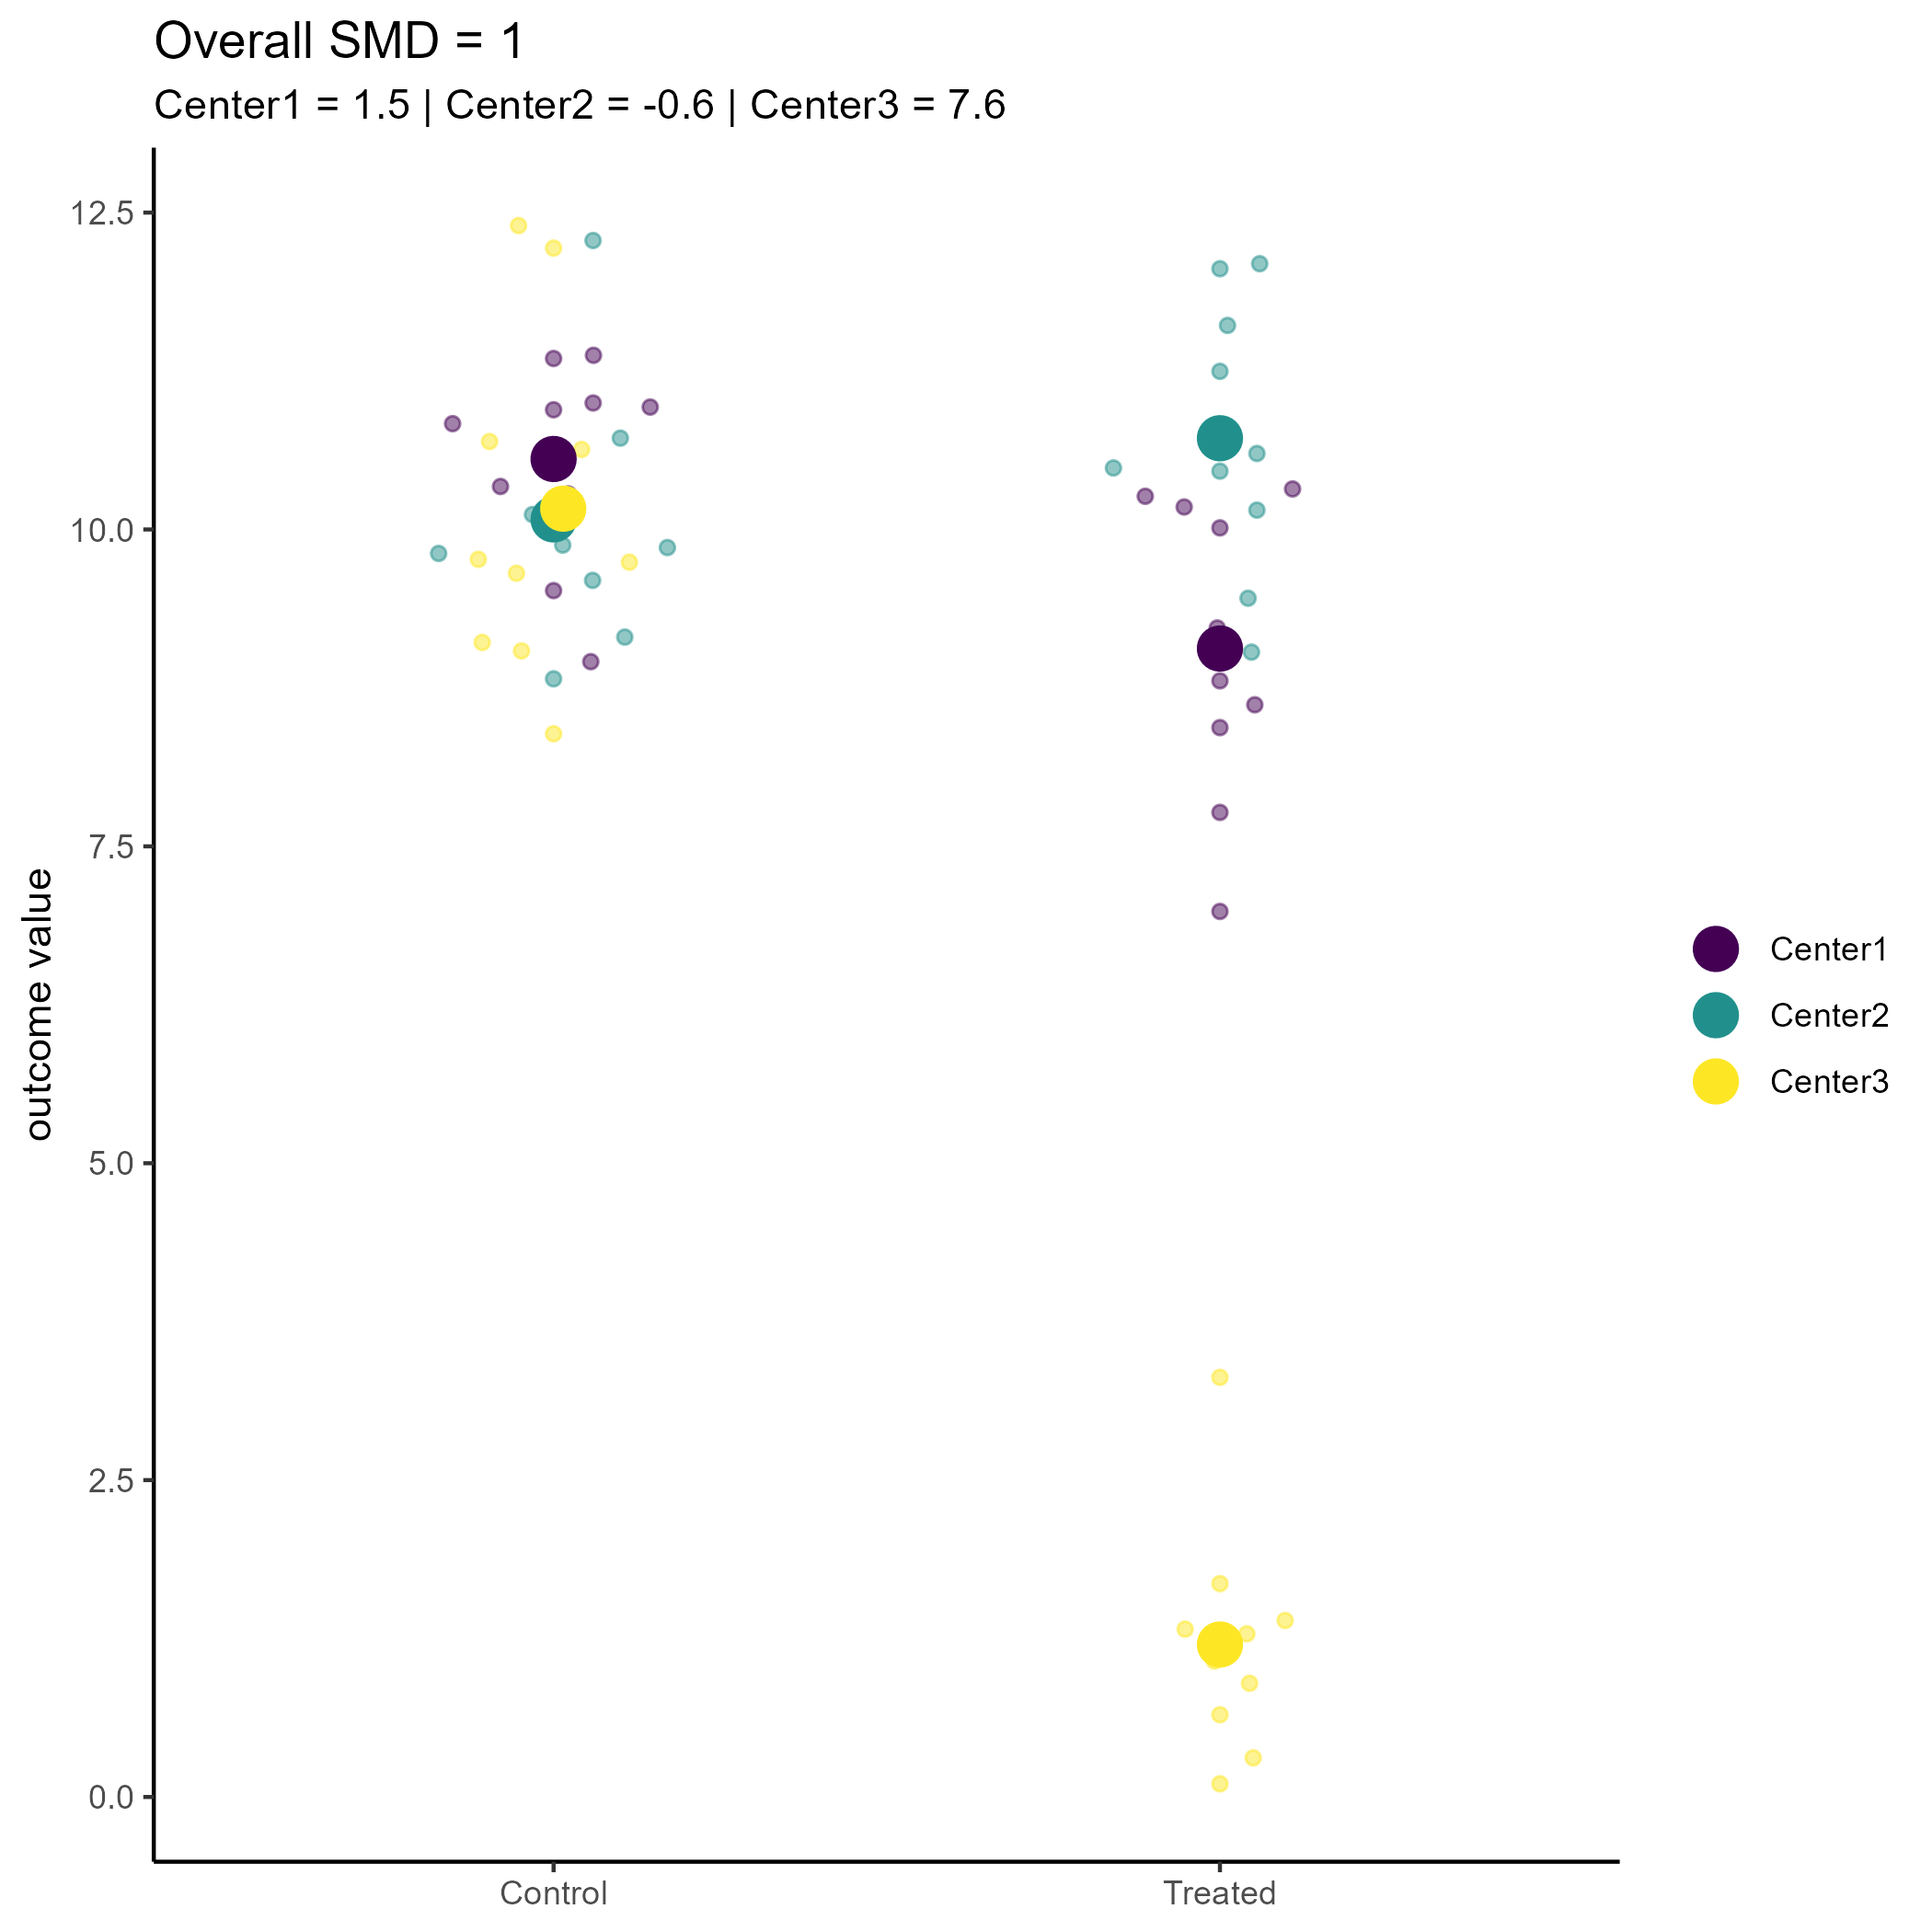 Overall SMD = 1
Center1 = 1.5 | Center2 = -0.6 | Center3 = 7.6
12.5
10.0
7.5
5.0
2.5
0.0
outcome value
Control
Treated
Center1
Center2
Center3